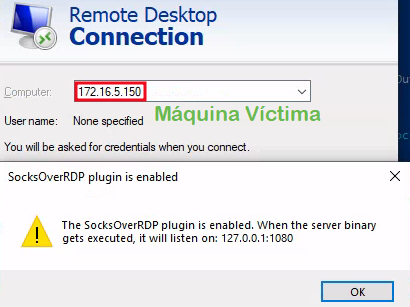 Remote Desktop
Connection
Computer: 172.16.5.150
User name: None specified
Máquina Víctima
You will be asked for credentials when you connect.
SocksOverRDP plugin is enabled
The SocksOverRDP plugin is enabled. When the server binary
gets executed, it will listen on: 127.0.0.1:1080
OK